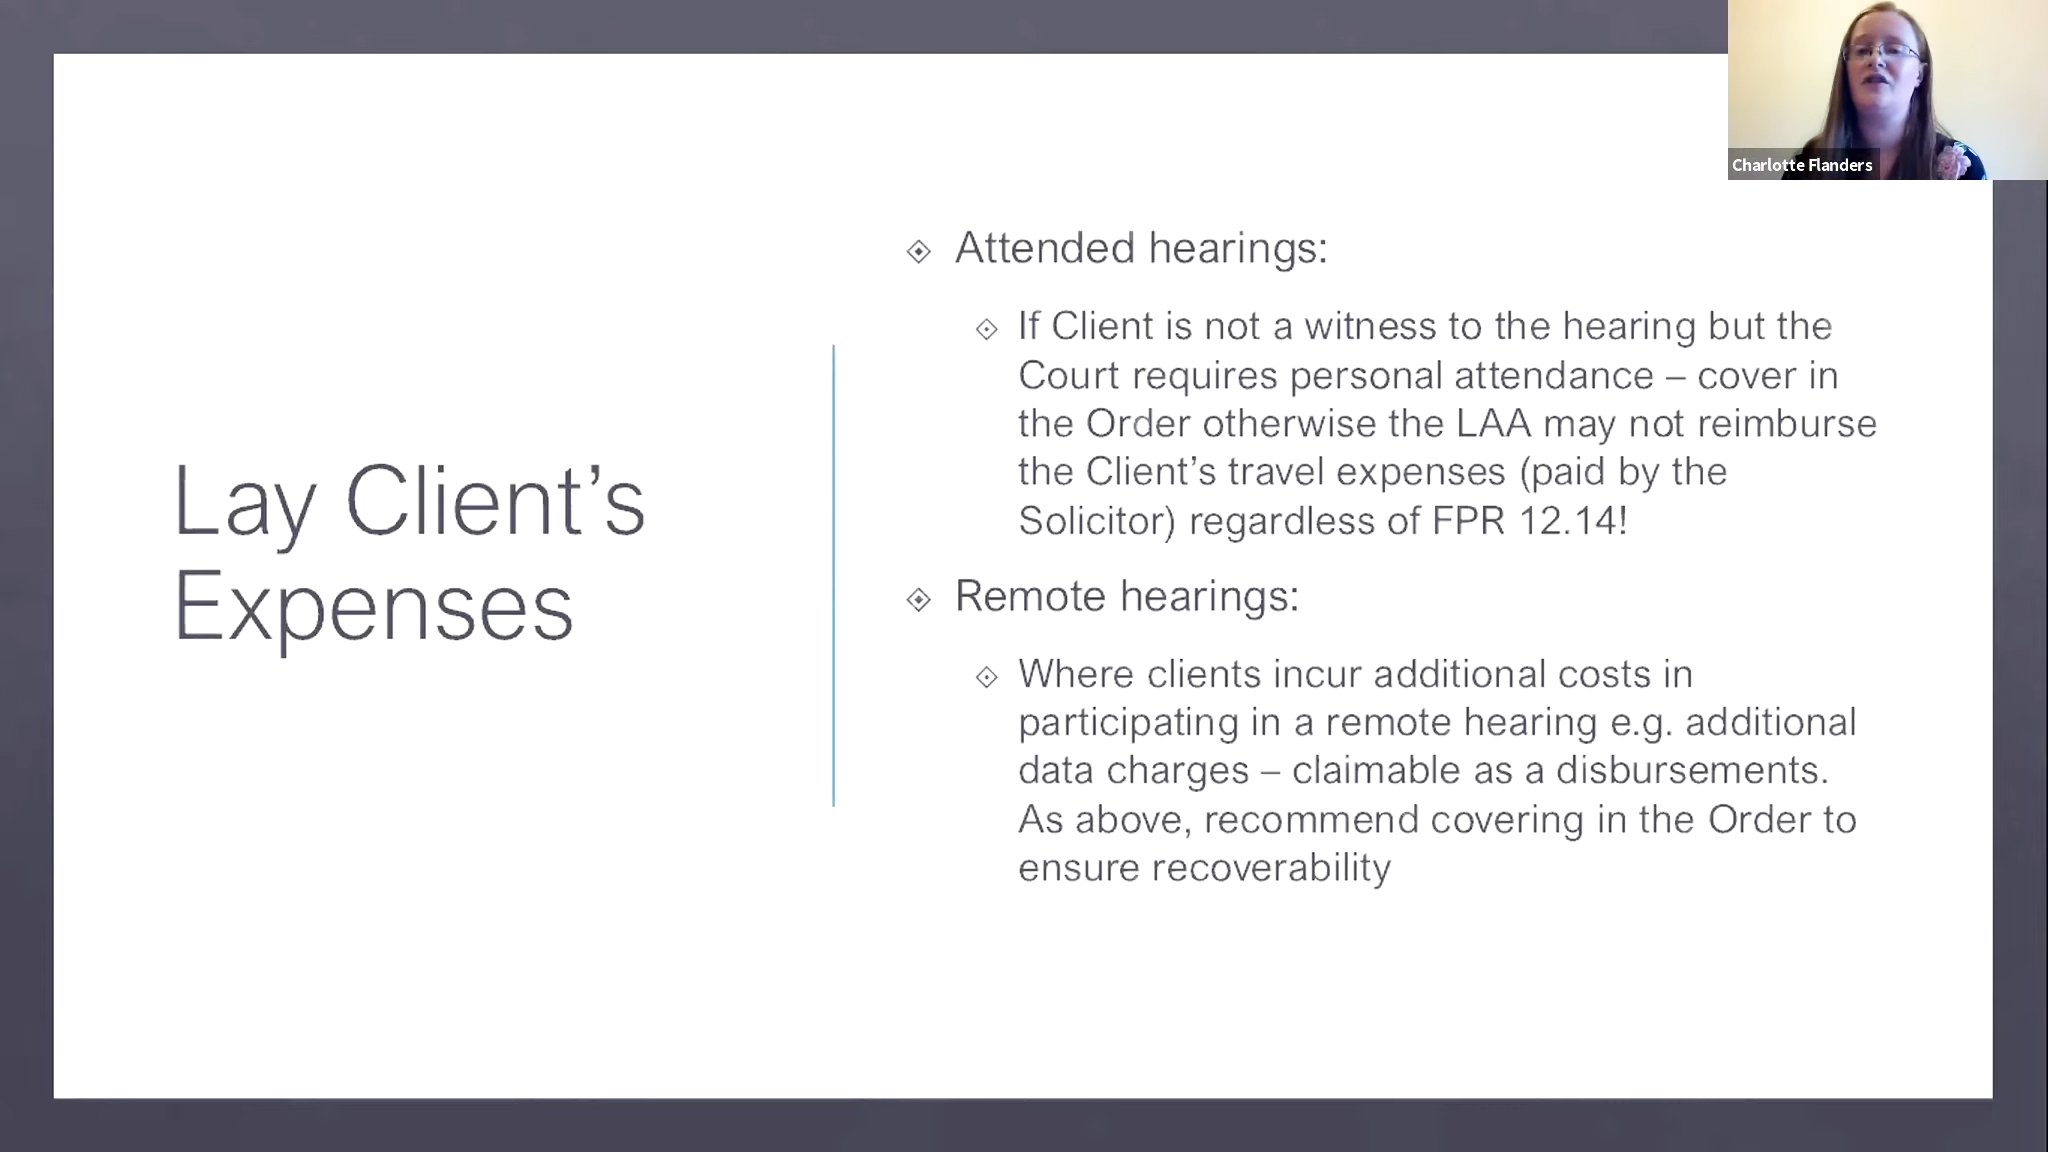 Charlotte Flanders
Lay Client's
Expenses
Attended hearings:
If Client is not a witness to the hearing but the
Court requires personal attendance – cover in
the Order otherwise the LAA may not reimburse
the Client's travel expenses (paid by the
Solicitor) regardless of FPR 12.14!
Remote hearings:
Where clients incur additional costs in
participating in a remote hearing e.g. additional
data charges – claimable as a disbursements.
As above, recommend covering in the Order to
ensure recoverability